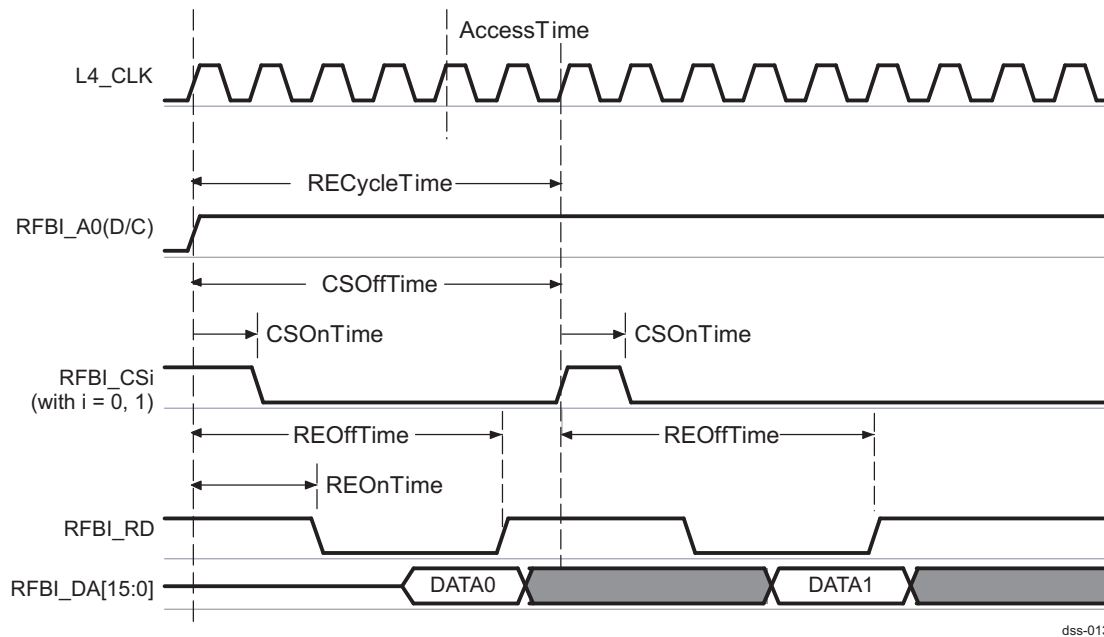 AccessTime
L4_CLK
RECycleTime
RFBI_A0(D/C)
CSOffTime
CSOnTime
CSOnTime
RFBI_CSi
(with i = 0, 1)
REOffTime
REOffTime
REOnTime
RFBI_RD
RFBI_DA[15:0]
DATA0
DATA1